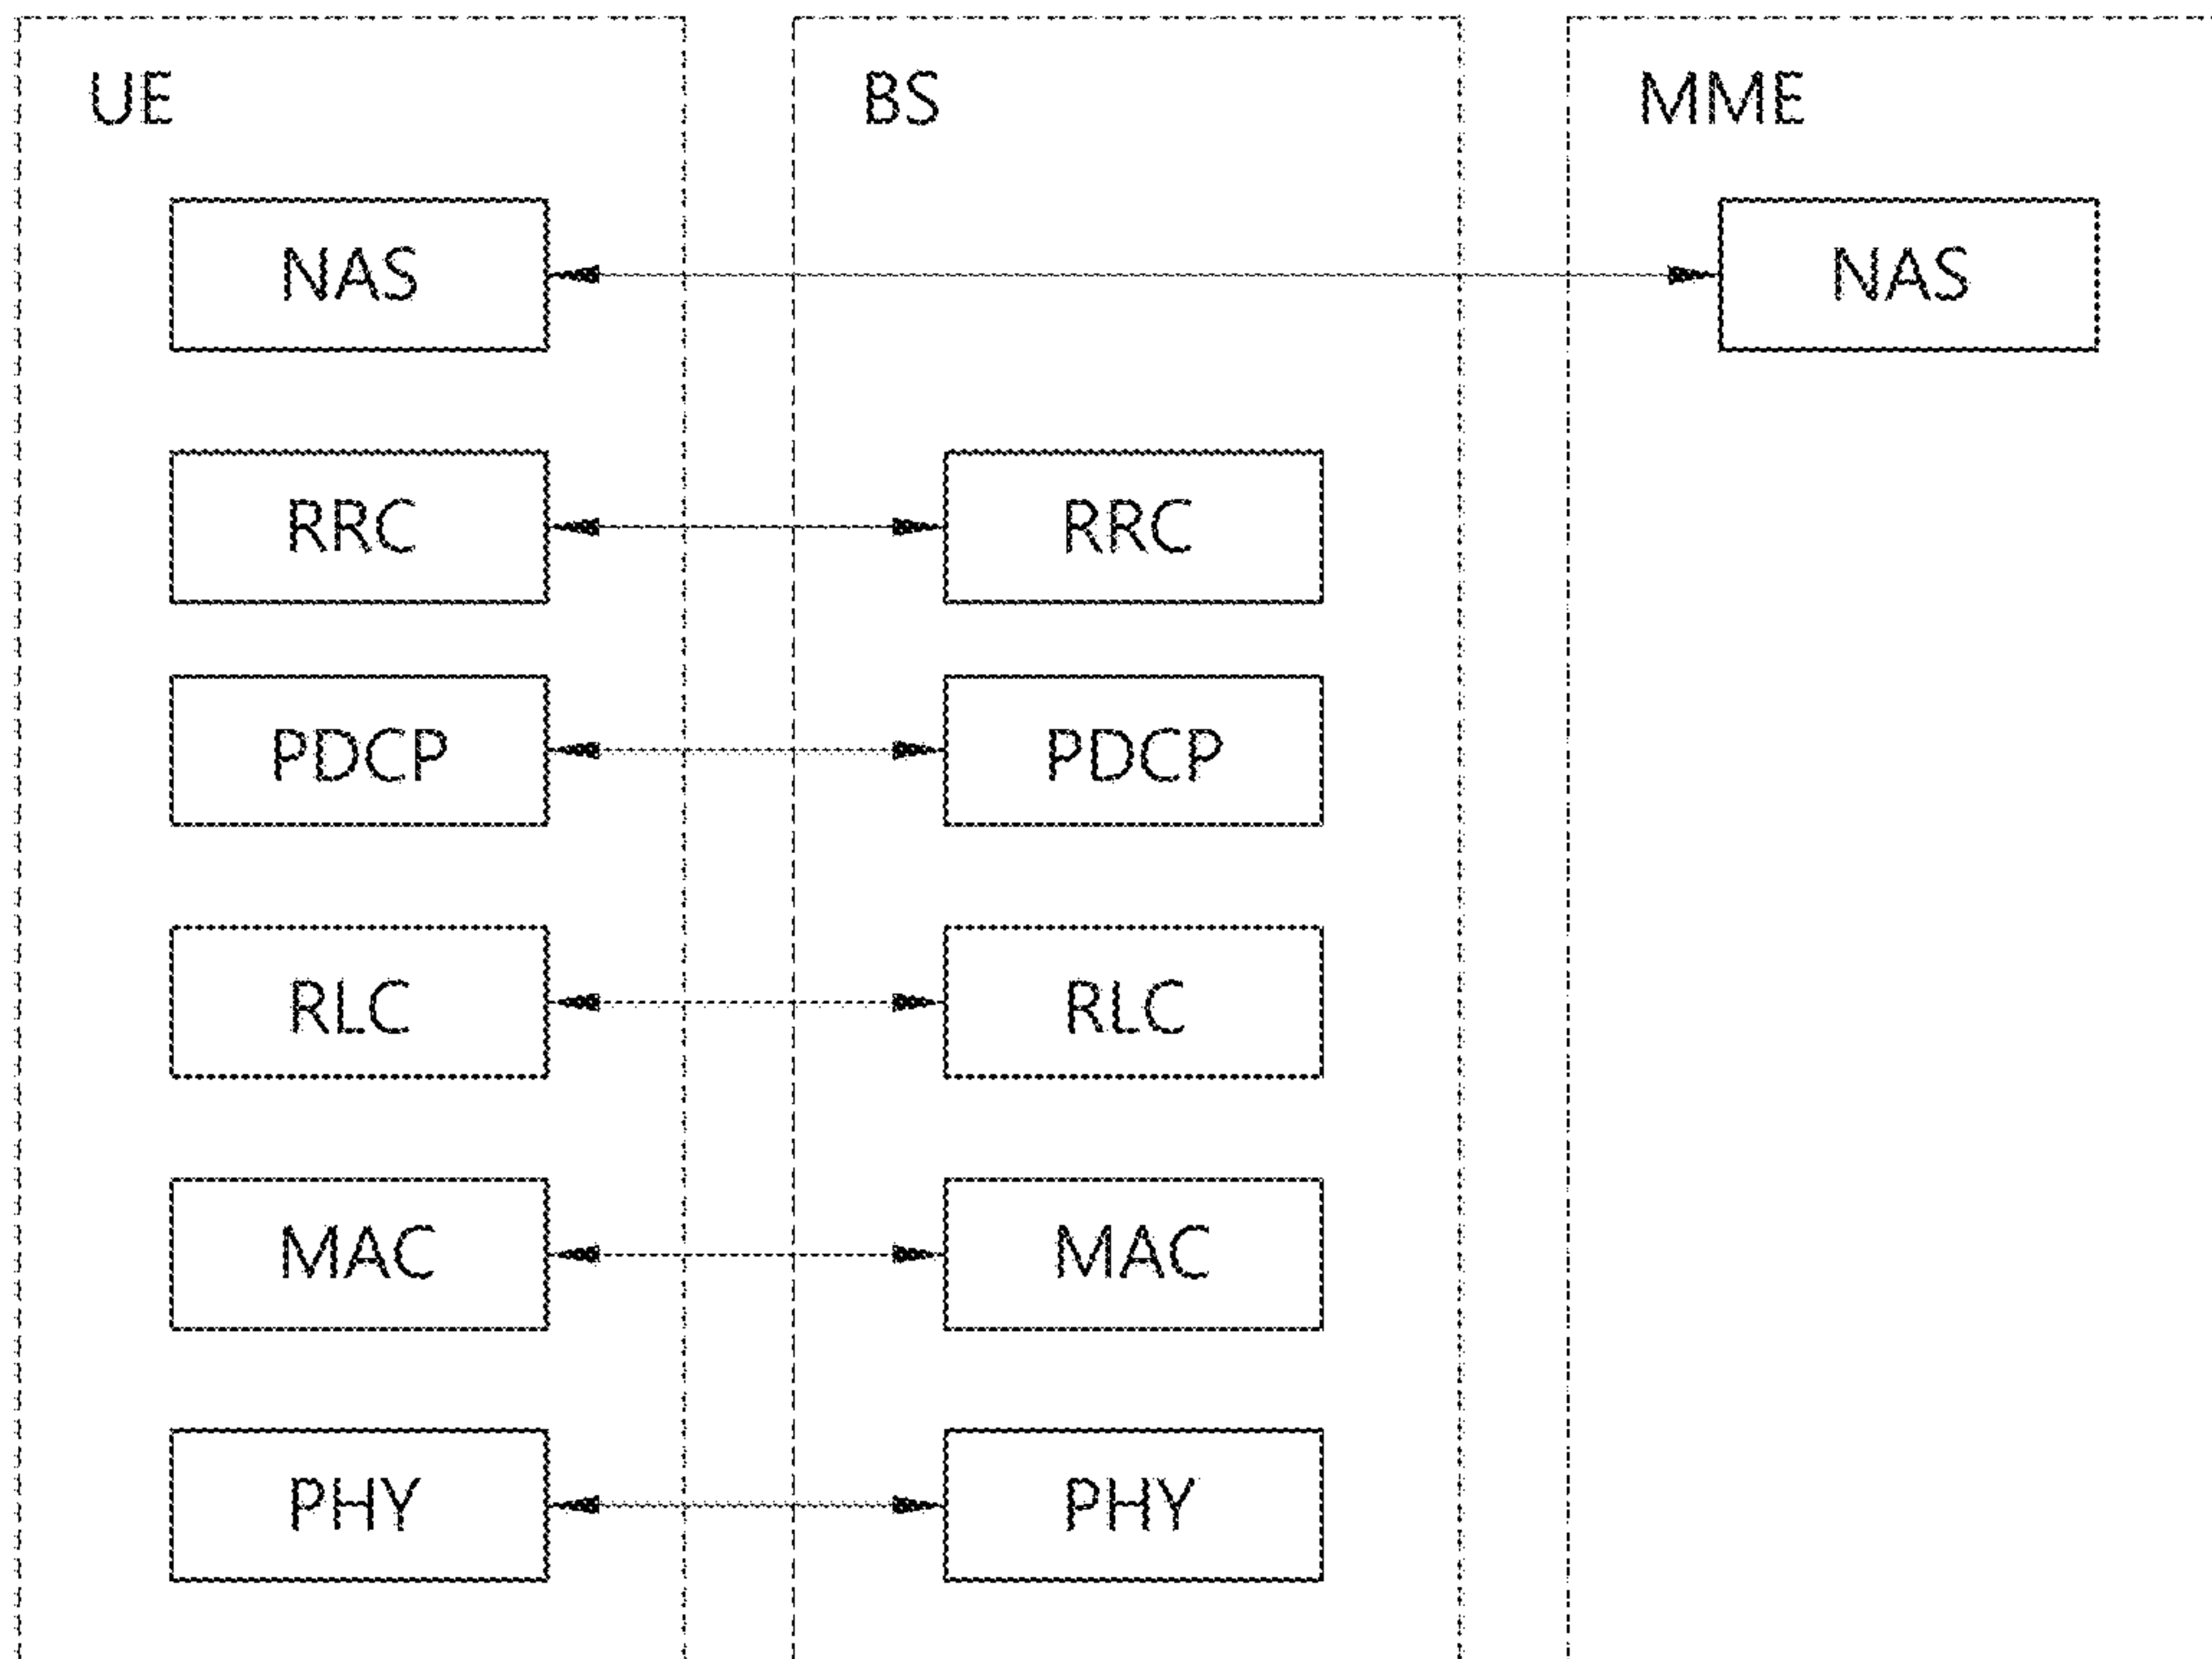 UE BS MME
NAS NAS
RRC RRC
PDCP PDCP
RLC RLC
MAC MAC
PHY PHY